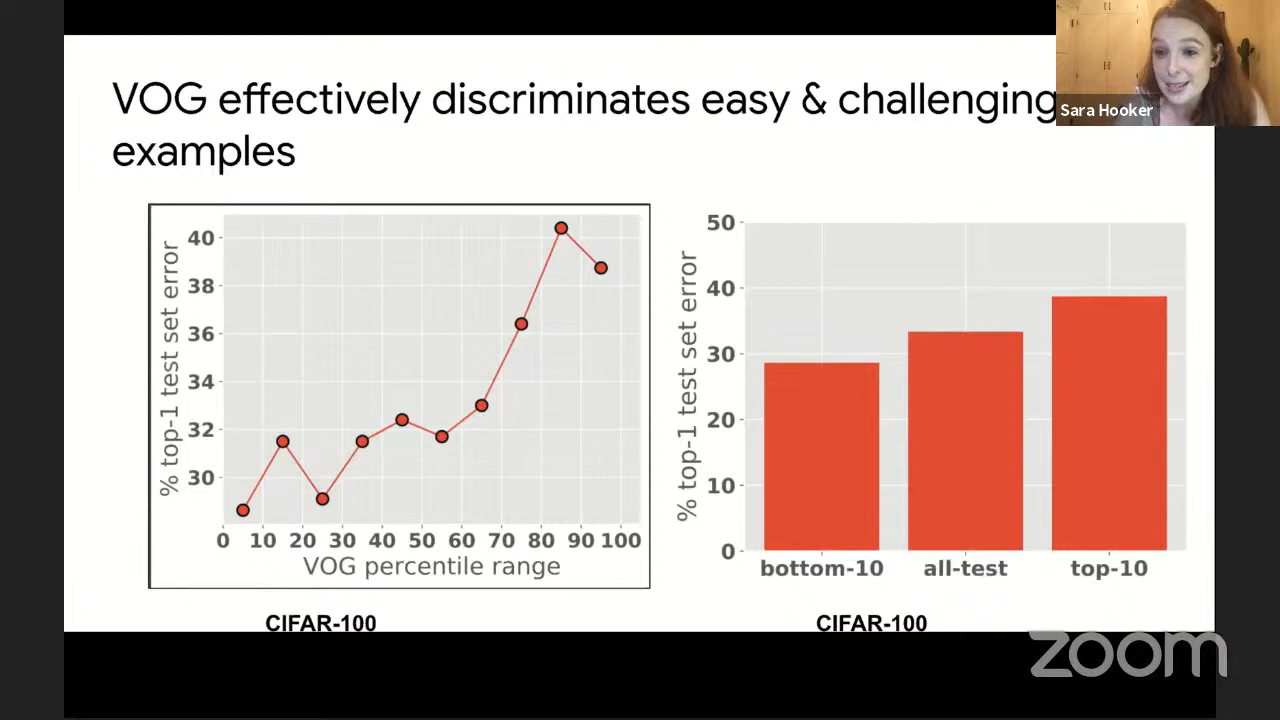 VOG effectively discriminates easy & challenging
examples
Sara Hooker
% top-1 test set error
40
38
36
34
32
30
0 10 20 30 40 50 60 70 80 90 100
VOG percentile range
CIFAR-100
% top-1 test set error
50
40
30
20
10
0
bottom-10 all-test top-10
CIFAR-100
zoom